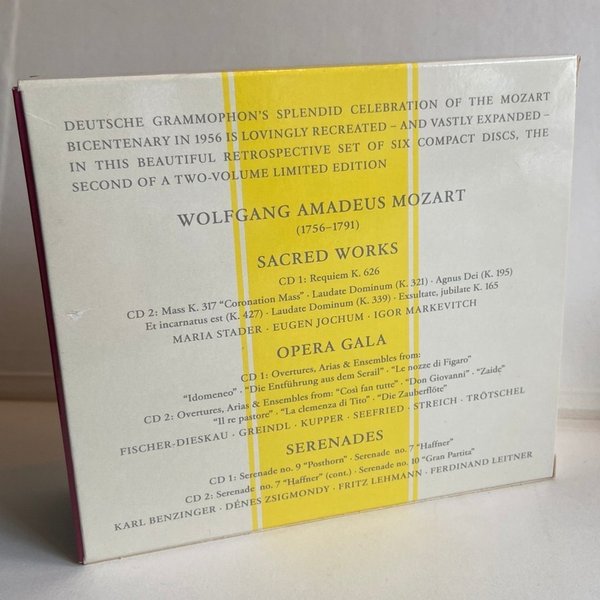 DEUTSCHE GRAMMOPHON'S SPLENDID CELEBRATION OF THE MOZART
BICENTENARY IN 1956 IS LOVINGLY RECREATED – AND VASTLY EXPANDED –
IN THIS BEAUTIFUL RETROSPECTIVE SET OF SIX COMPACT DISCS, THE
SECOND OF A TWO-VOLUME LIMITED EDITION
WOLFGANG AMADEUS MOZART
(1756–1791)
SACRED WORKS
CD 1: Requiem K. 626
CD 2: Mass K. 317 "Coronation Mass" · Laudate Dominum (K. 321) · Agnus Dei (K. 195)
Et incarnatus est (K. 427) · Laudate Dominum (K. 339) · Exsultate, jubilate K. 165
MARIA STADER · EUGEN JOCHUM · IGOR MARKEVITCH
OPERA GALA
CD 1: Overtures, Arias & Ensembles from:
"Idomeneo" · "Die Entführung aus dem Serail" · "Le nozze di Figaro"
CD 2: Overtures, Arias & Ensembles from: "Così fan tutte" · "Don Giovanni" · "Zaide"
"Il re pastore" · "La clemenza di Tito" · "Die Zauberflöte"
FISCHER-DIESKAU · GREINDL · KUPPER · SEEFRIED · STREICH · TRÖTSCHEL
SERENADES
CD 1: Serenade no. 9 "Posthorn" · Serenade no. 7 "Haffner"
CD 2: Serenade no. 7 "Haffner" (cont.) · Serenade no. 10 "Gran Partita"
KARL BENZINGER · DÉNES ZSIGMONDY · FRITZ LEHMANN · FERDINAND LEITNER